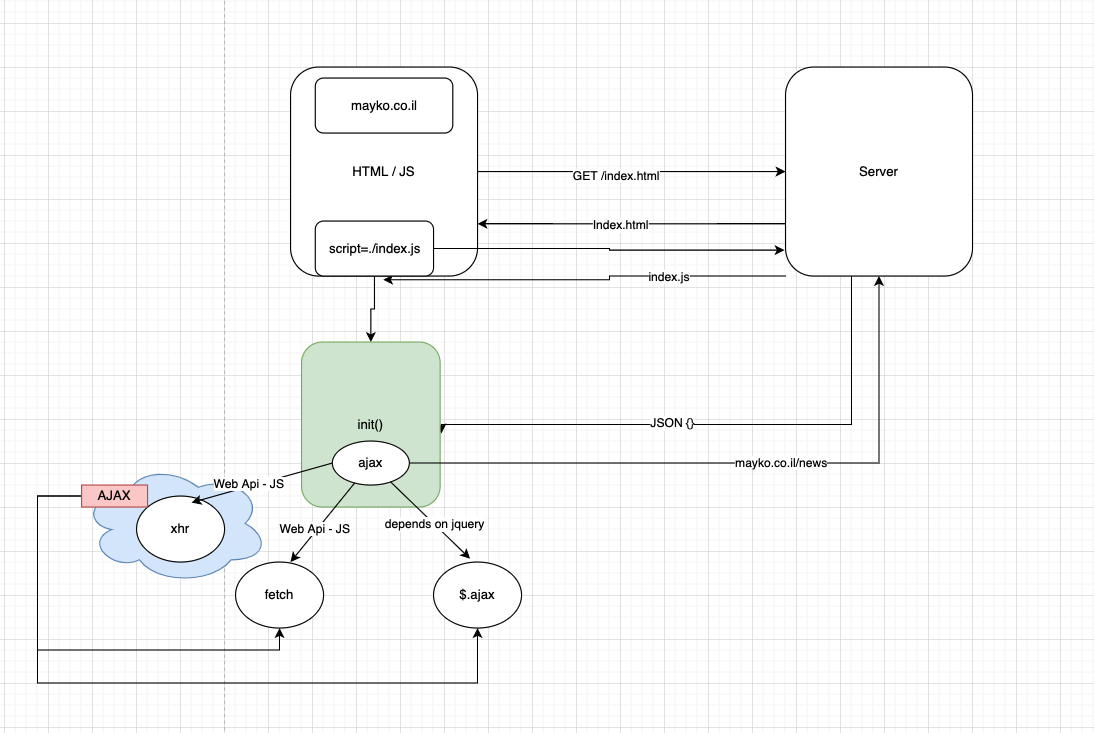 mayko.co.il
HTML / JS
Server
GET /index.html
Index.html
script=./index.js
index.js
init()
JSON {}
ajax
mayko.co.il/news
Web Api - JS
AJAX
xhr
Web Api - JS
depends on jquery
fetch
$.ajax